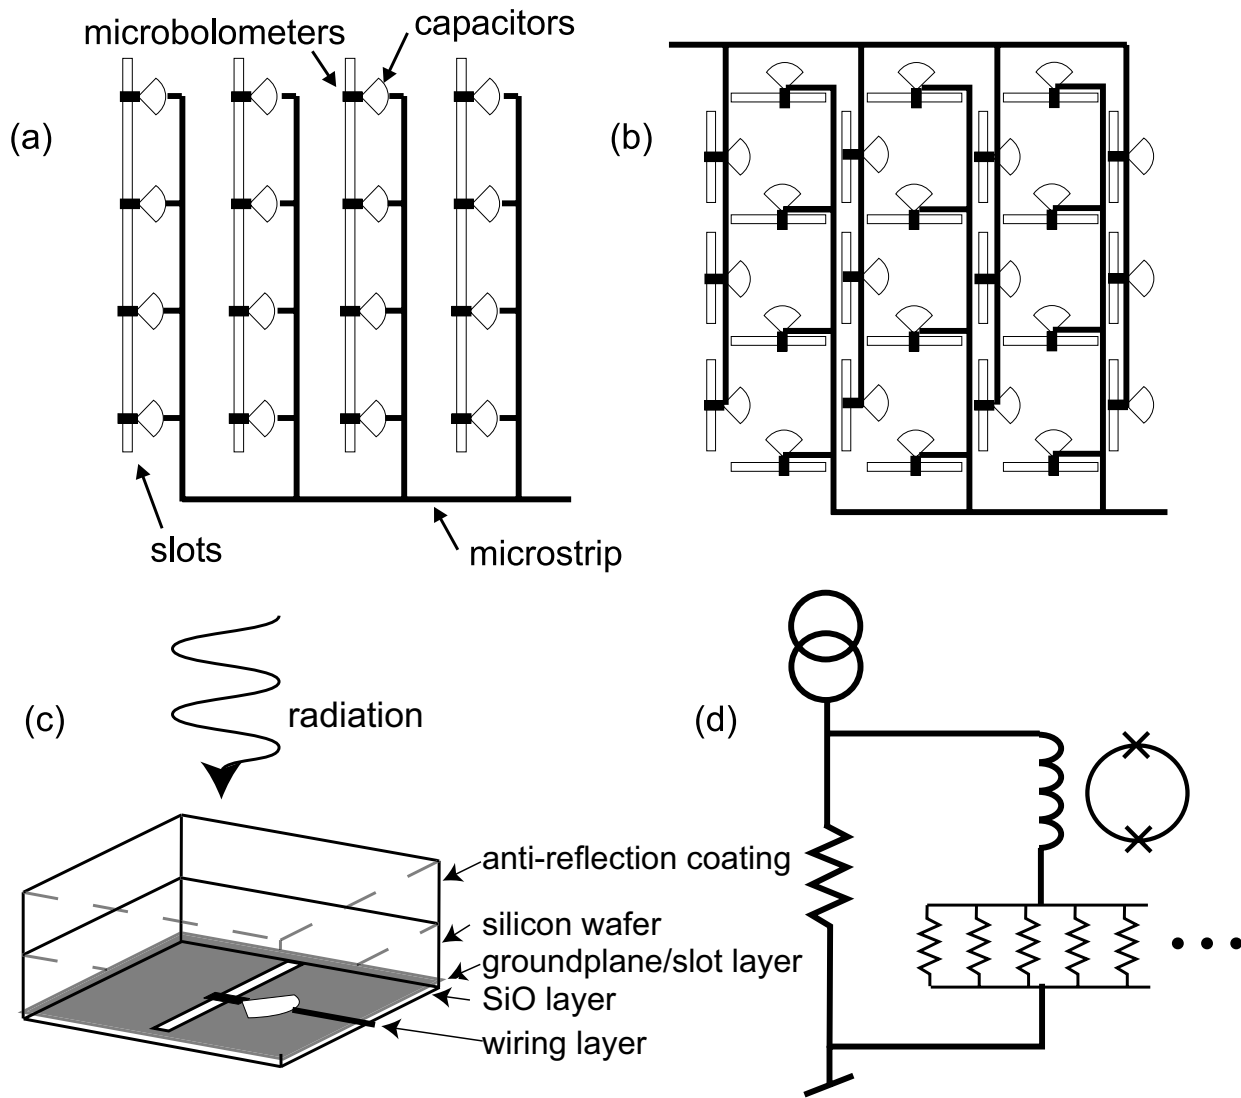 (a)
microbolometers
capacitors
slots
microstrip
(b)
(c)
radiation
anti-reflection coating
silicon wafer
groundplane/slot layer
SiO layer
wiring layer
(d)